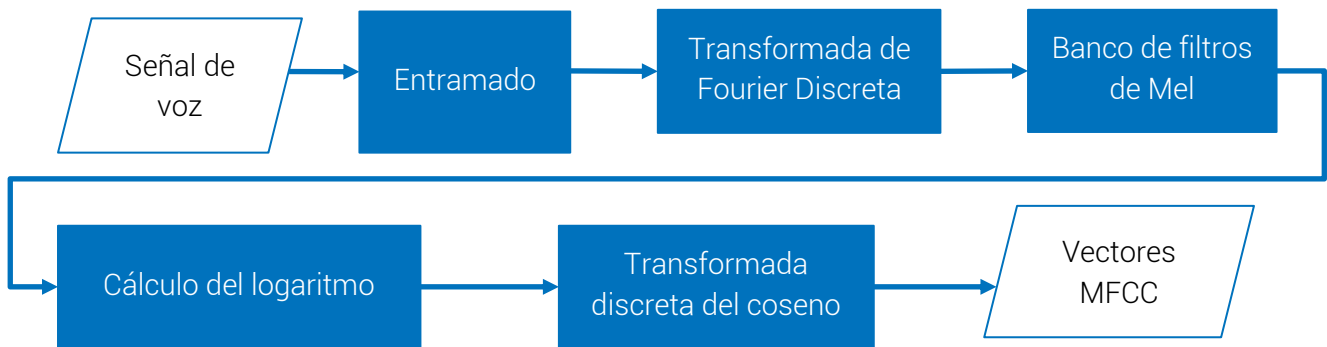 Señal de
voz
Entramado
Transformada de
Fourier Discreta
Banco de filtros
de Mel
Cálculo del logaritmo
Transformada
discreta del coseno
Vectores
MFCC